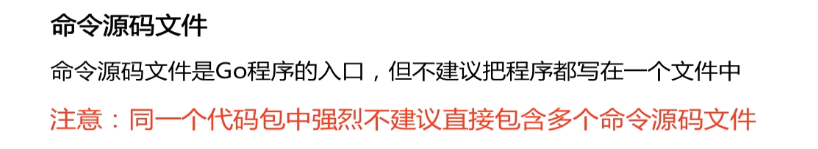 命令源码文件
命令源码文件是Go程序的入口，但不建议把程序都写在一个文件中
注意：同一个代码包中强烈不建议直接包含多个命令源码文件